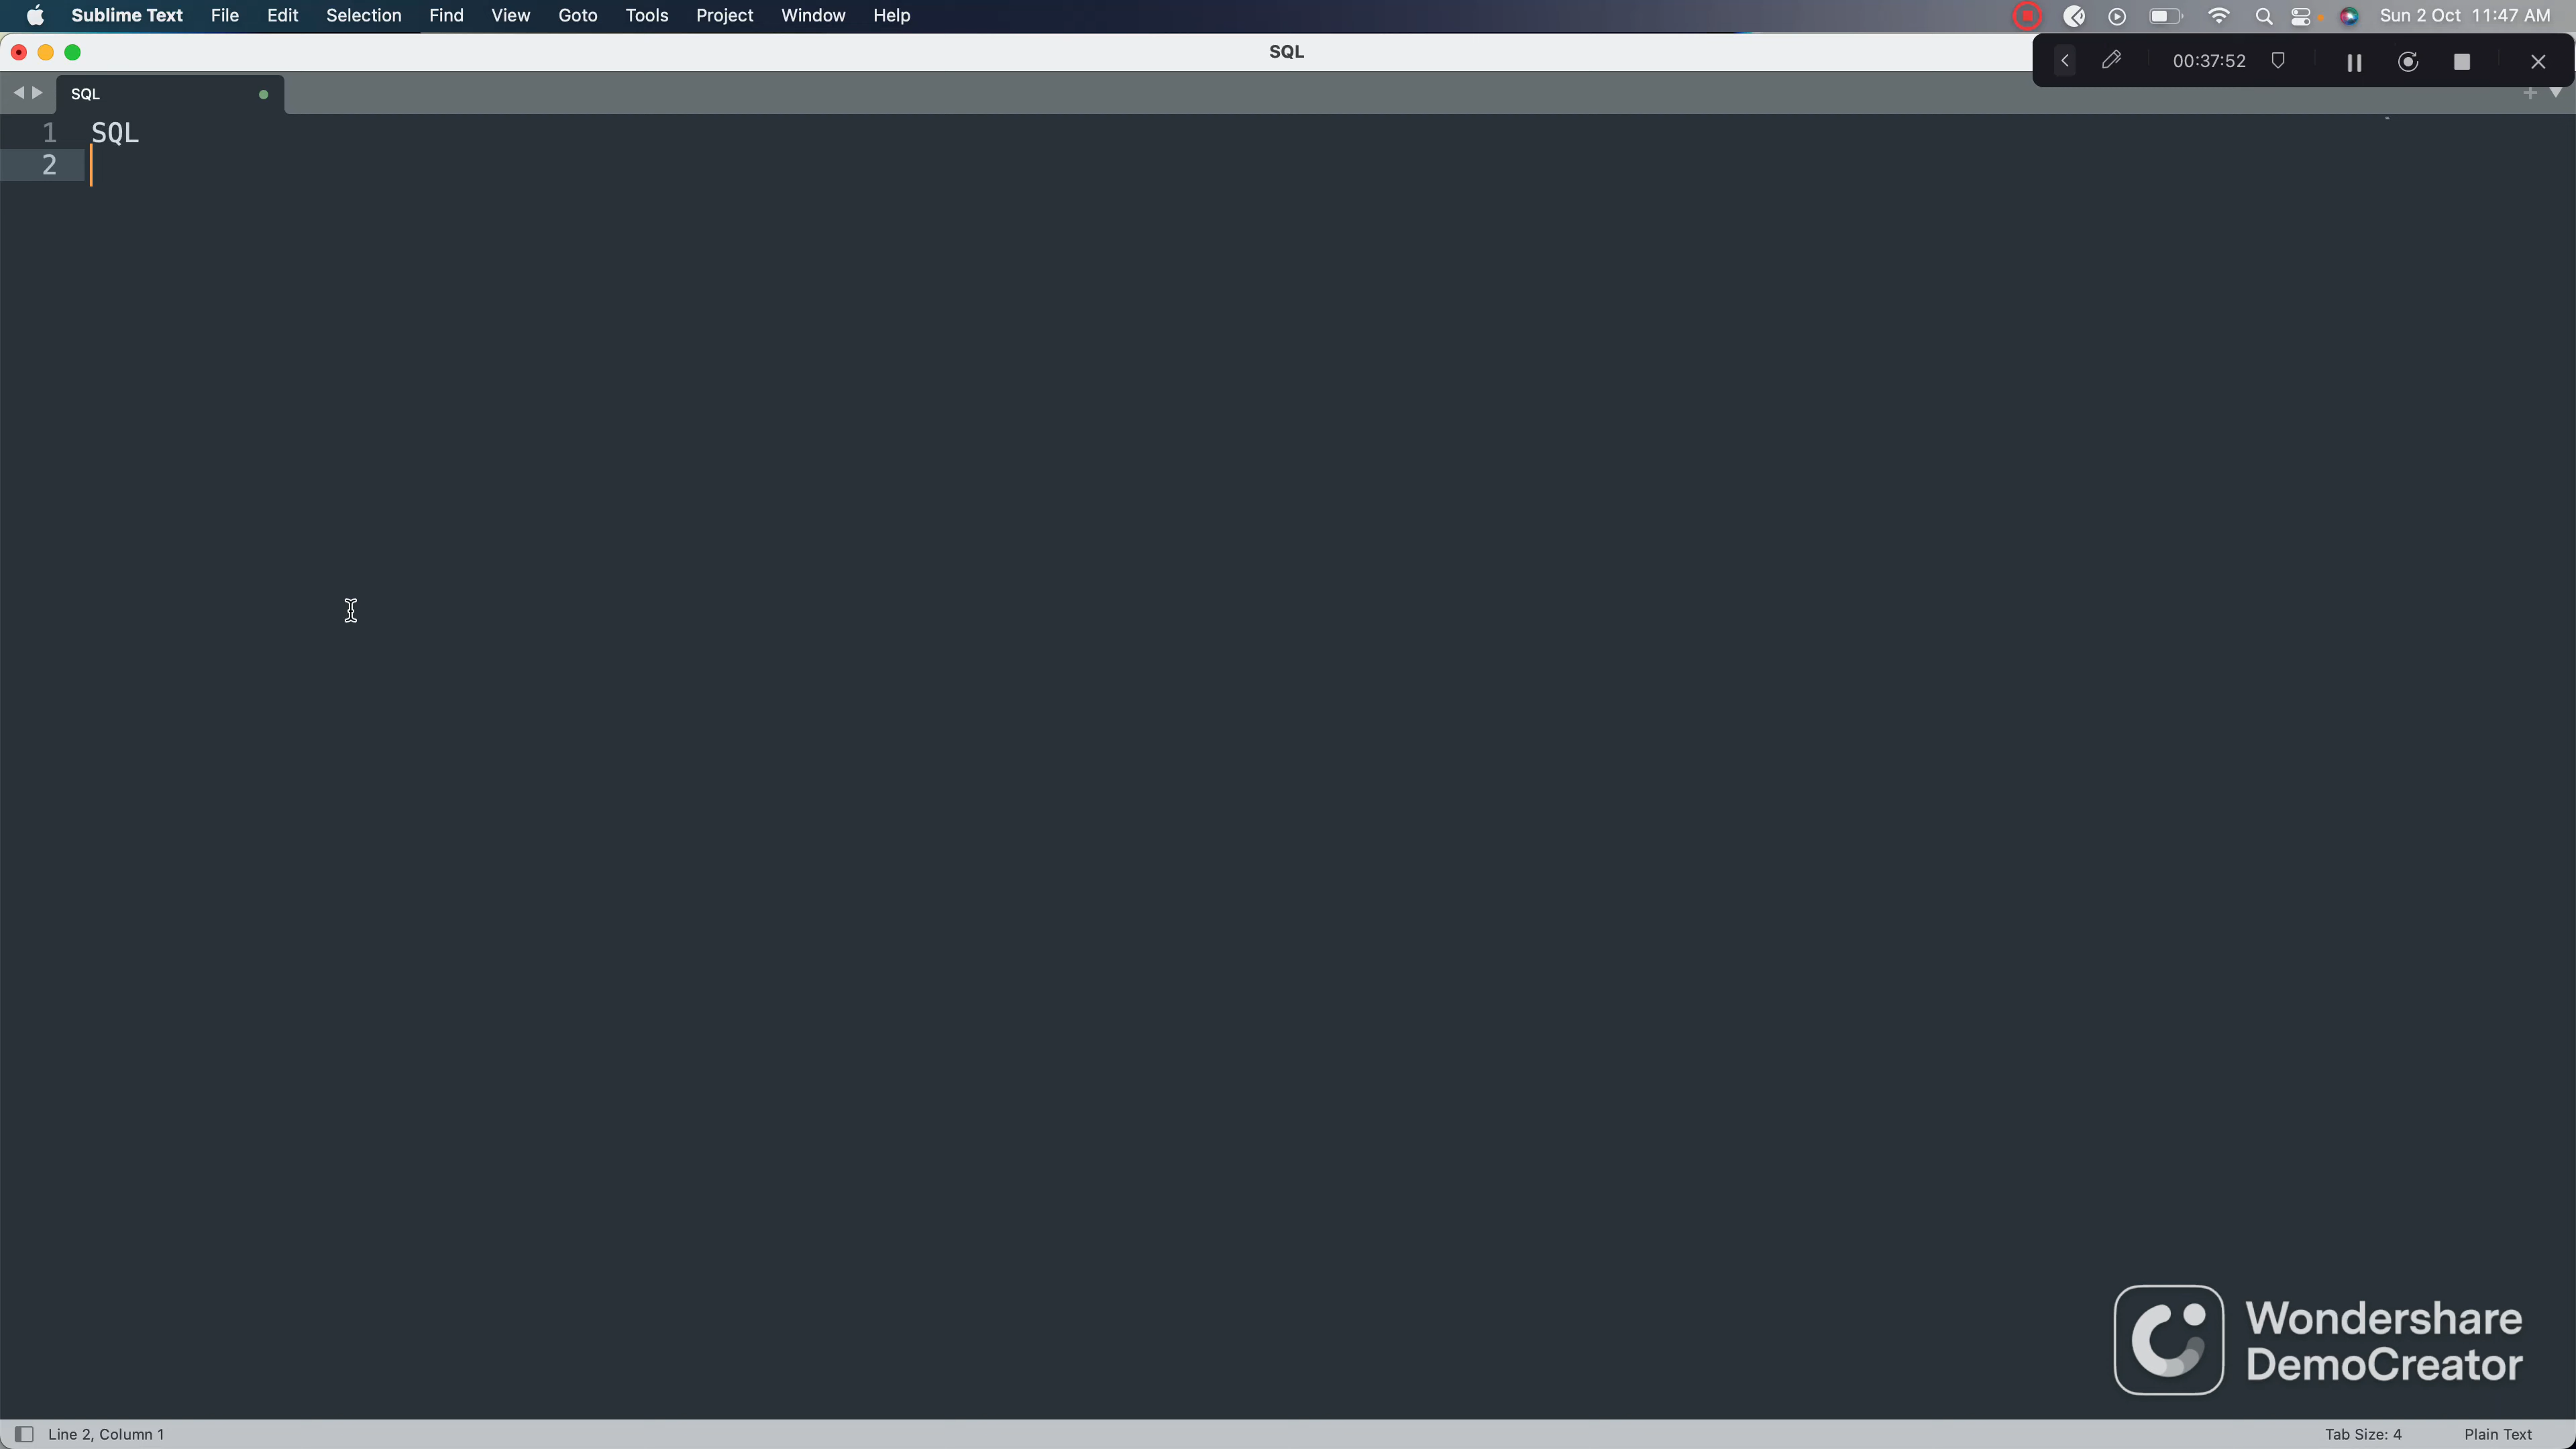 Sublime Text File Edit Selection Find View Goto Tools Project Window Help Sun 2 Oct 11:47 AM
SQL
00:37:52
SQL
1 SQL
2
Wondershare
DemoCreator
Line 2, Column 1 Tab Size: 4 Plain Text